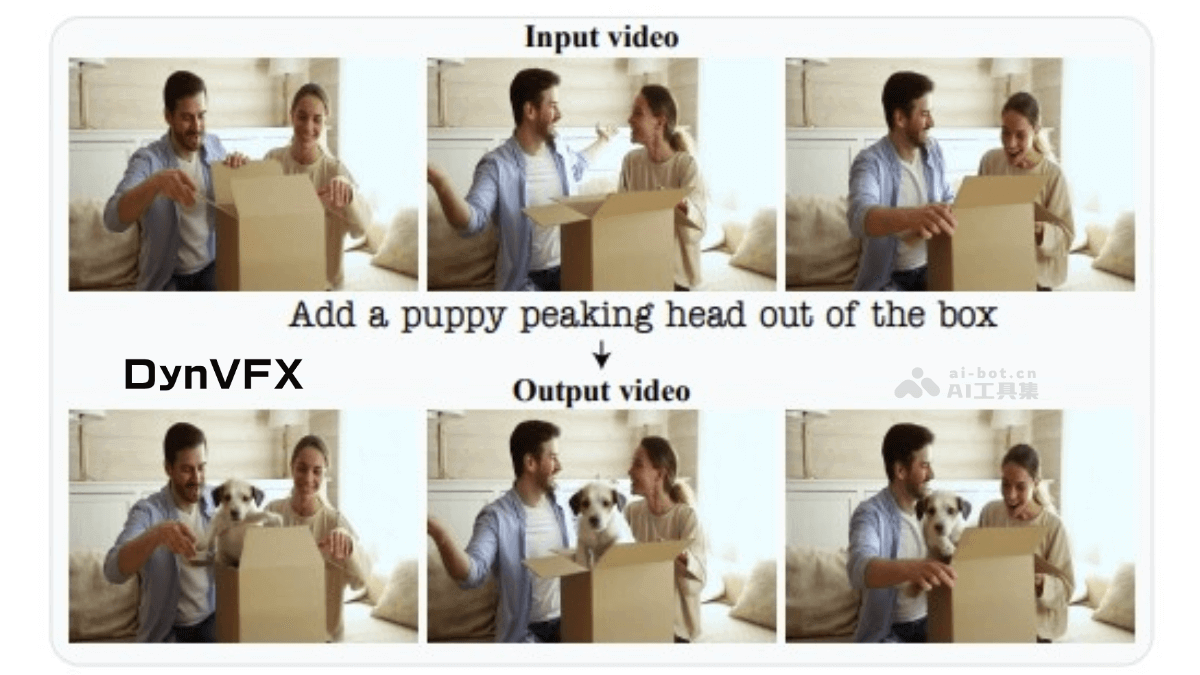 Input video
Add a puppy peaking head out of the box
DynVFX
ai-bot.cn
AI工具集
Output video